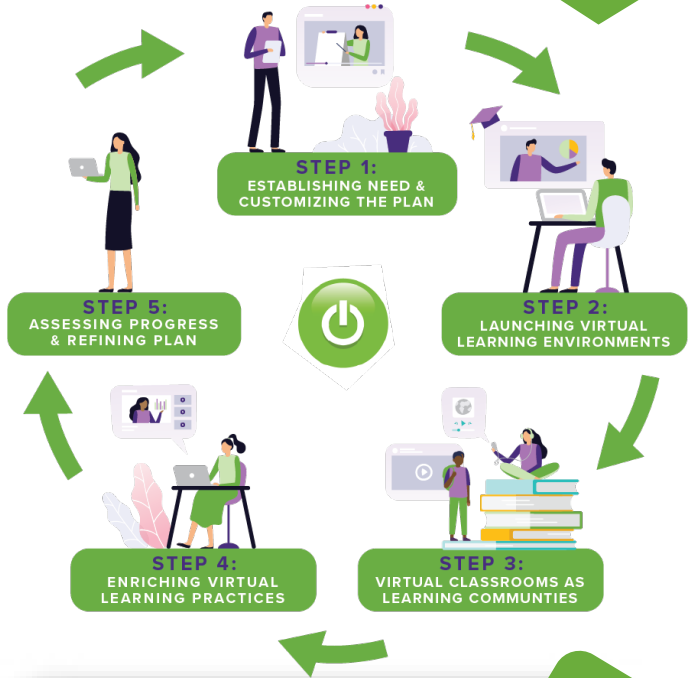 STEP 1:
ESTABLISHING NEED &
CUSTOMIZING THE PLAN
STEP 2:
LAUNCHING VIRTUAL
LEARNING ENVIRONMENTS
STEP 3:
VIRTUAL CLASSROOMS AS
LEARNING COMMUNTIES
STEP 4:
ENRICHING VIRTUAL
LEARNING PRACTICES
STEP 5:
ASSESSING PROGRESS
& REFINING PLAN